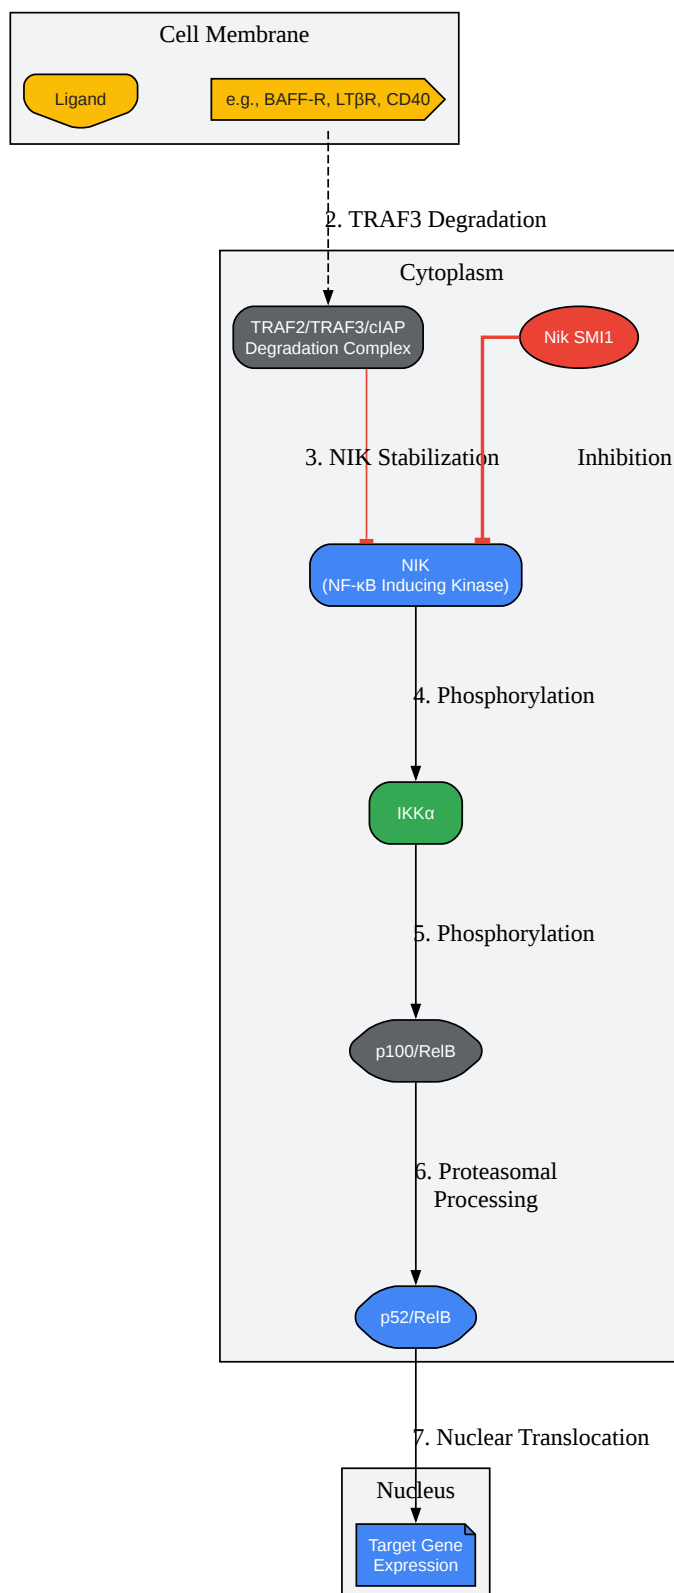 Cell Membrane
Ligand
e.g., BAFF-R, LTβR, CD40
2. TRAF3 Degradation
Cytoplasm
TRAF2/TRAF3/cIAP
Degradation Complex
Nik SMI1
3. NIK Stabilization
Inhibition
NIK
(NF-κB Inducing Kinase)
4. Phosphorylation
IKKα
5. Phosphorylation
p100/RelB
6. Proteasomal
Processing
p52/RelB
7. Nuclear Translocation
Nucleus
Target Gene
Expression